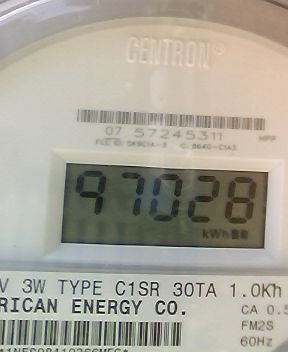 CENTRON®
07 57245311 HPP
97028
kWh
V 3W TYPE C1SR 30TA 1.0Kh
RICAN ENERGY CO.
CA 0.5
FM2S
60Hz